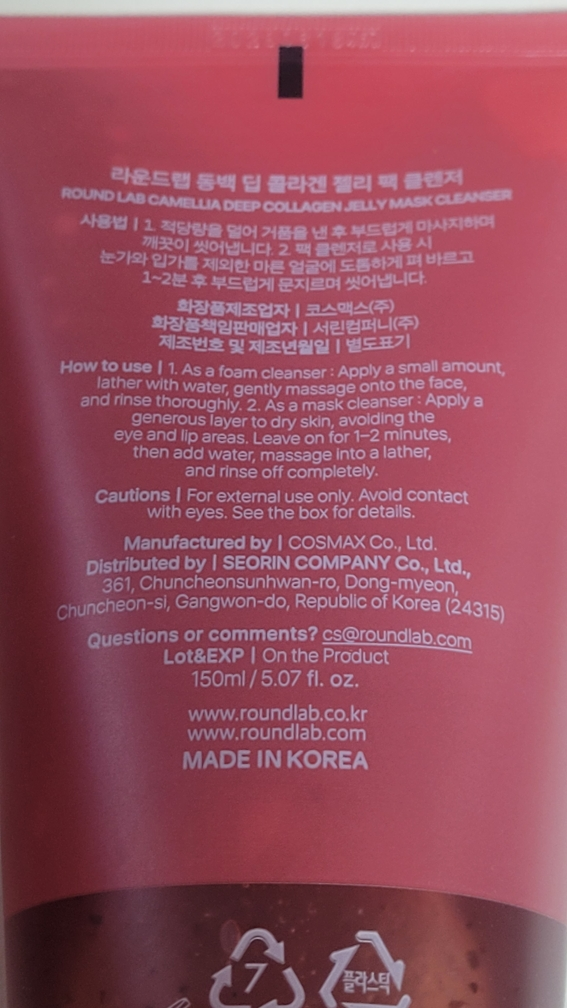 라운드랩 동백 딥 콜라겐 젤리 팩 클렌저
ROUND LAB CAMELLIA DEEP COLLAGEN JELLY MASK CLEANSER
사용법 | 1. 적당량을 덜어 거품을 낸 후 부드럽게 마사지하며
깨끗이 씻어냅니다. 2. 팩 클렌저로 사용 시
눈가와 입가를 제외한 마른 얼굴에 도톰하게 펴 바르고
1~2분 후 부드럽게 문지르며 씻어냅니다.
화장품제조업자 | 코스맥스(주)
화장품책임판매업자 | 서린컴퍼니(주)
제조번호 및 제조년월일 | 별도표기
How to use | 1. As a foam cleanser : Apply a small amount,
lather with water, gently massage onto the face,
and rinse thoroughly. 2. As a mask cleanser : Apply a
generous layer to dry skin, avoiding the
eye and lip areas. Leave on for 1-2 minutes,
then add water, massage into a lather,
and rinse off completely.
Cautions | For external use only. Avoid contact
with eyes. See the box for details.
Manufactured by | COSMAX Co., Ltd.
Distributed by | SEORIN COMPANY Co., Ltd.,
361, Chuncheonsunhwan-ro, Dong-myeon,
Chuncheon-si, Gangwon-do, Republic of Korea (24315)
Questions or comments? cs@roundlab.com
Lot&EXP | On the Product
150ml / 5.07 fl. oz.
www.roundlab.co.kr
www.roundlab.com
MADE IN KOREA
7
플라스틱